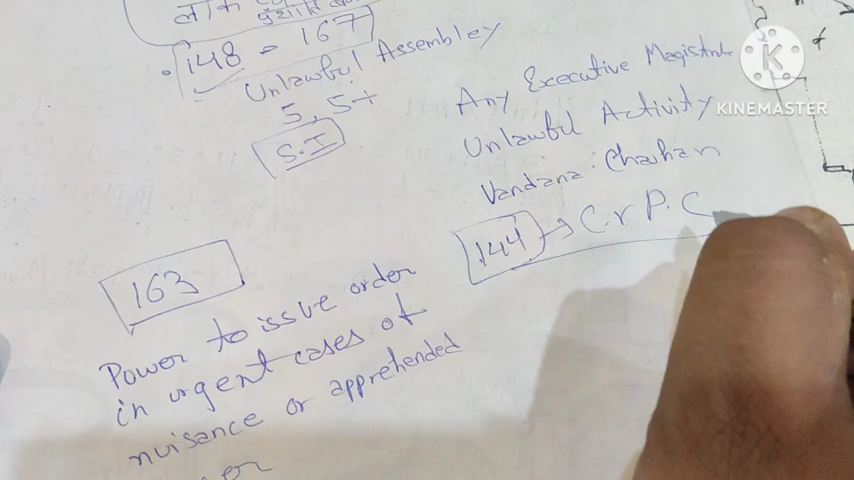 148 - 167
Unlawful Assembley
5, 5+
S.I
Any Executive Magistrate
Unlawful Activity
Vandana Chauhan
144 → C.r P.C
163
Power to issue order
in urgent cases of
nuisance or apprehended
K
KINEMASTER